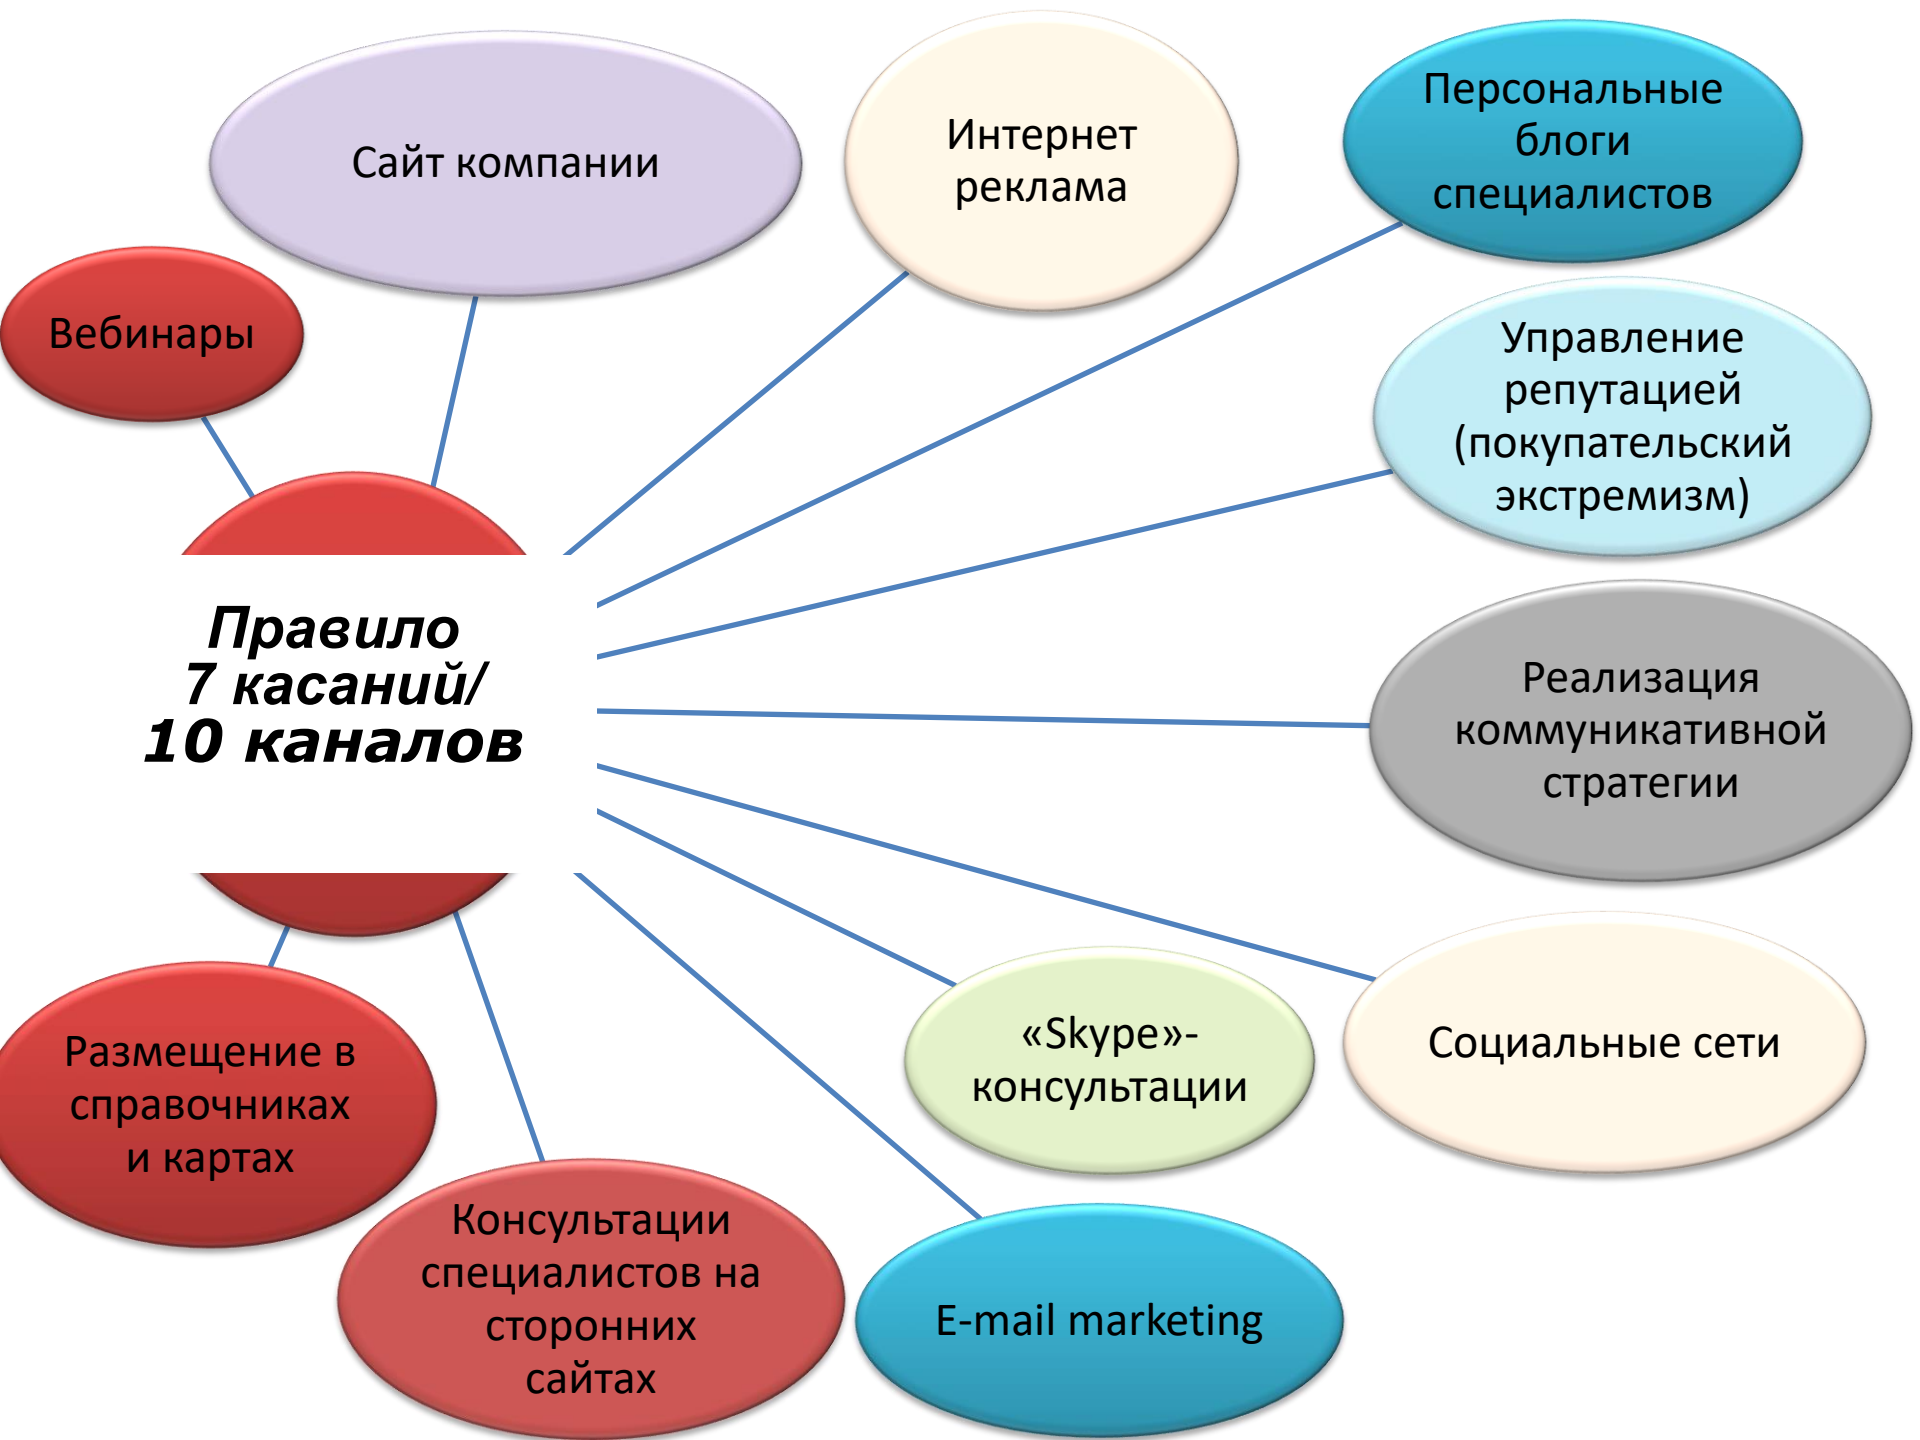 Сайт компании
Интернет
реклама
Персональные
блоги
специалистов
Вебинары
Управление
репутацией
(покупательский
экстремизм)
Правило
7 касаний/
10 каналов
Реализация
коммуникативной
стратегии
«Skype»-
консультации
Социальные сети
Размещение в
справочниках
и картах
Консультации
специалистов на
сторонних
сайтах
E-mail marketing